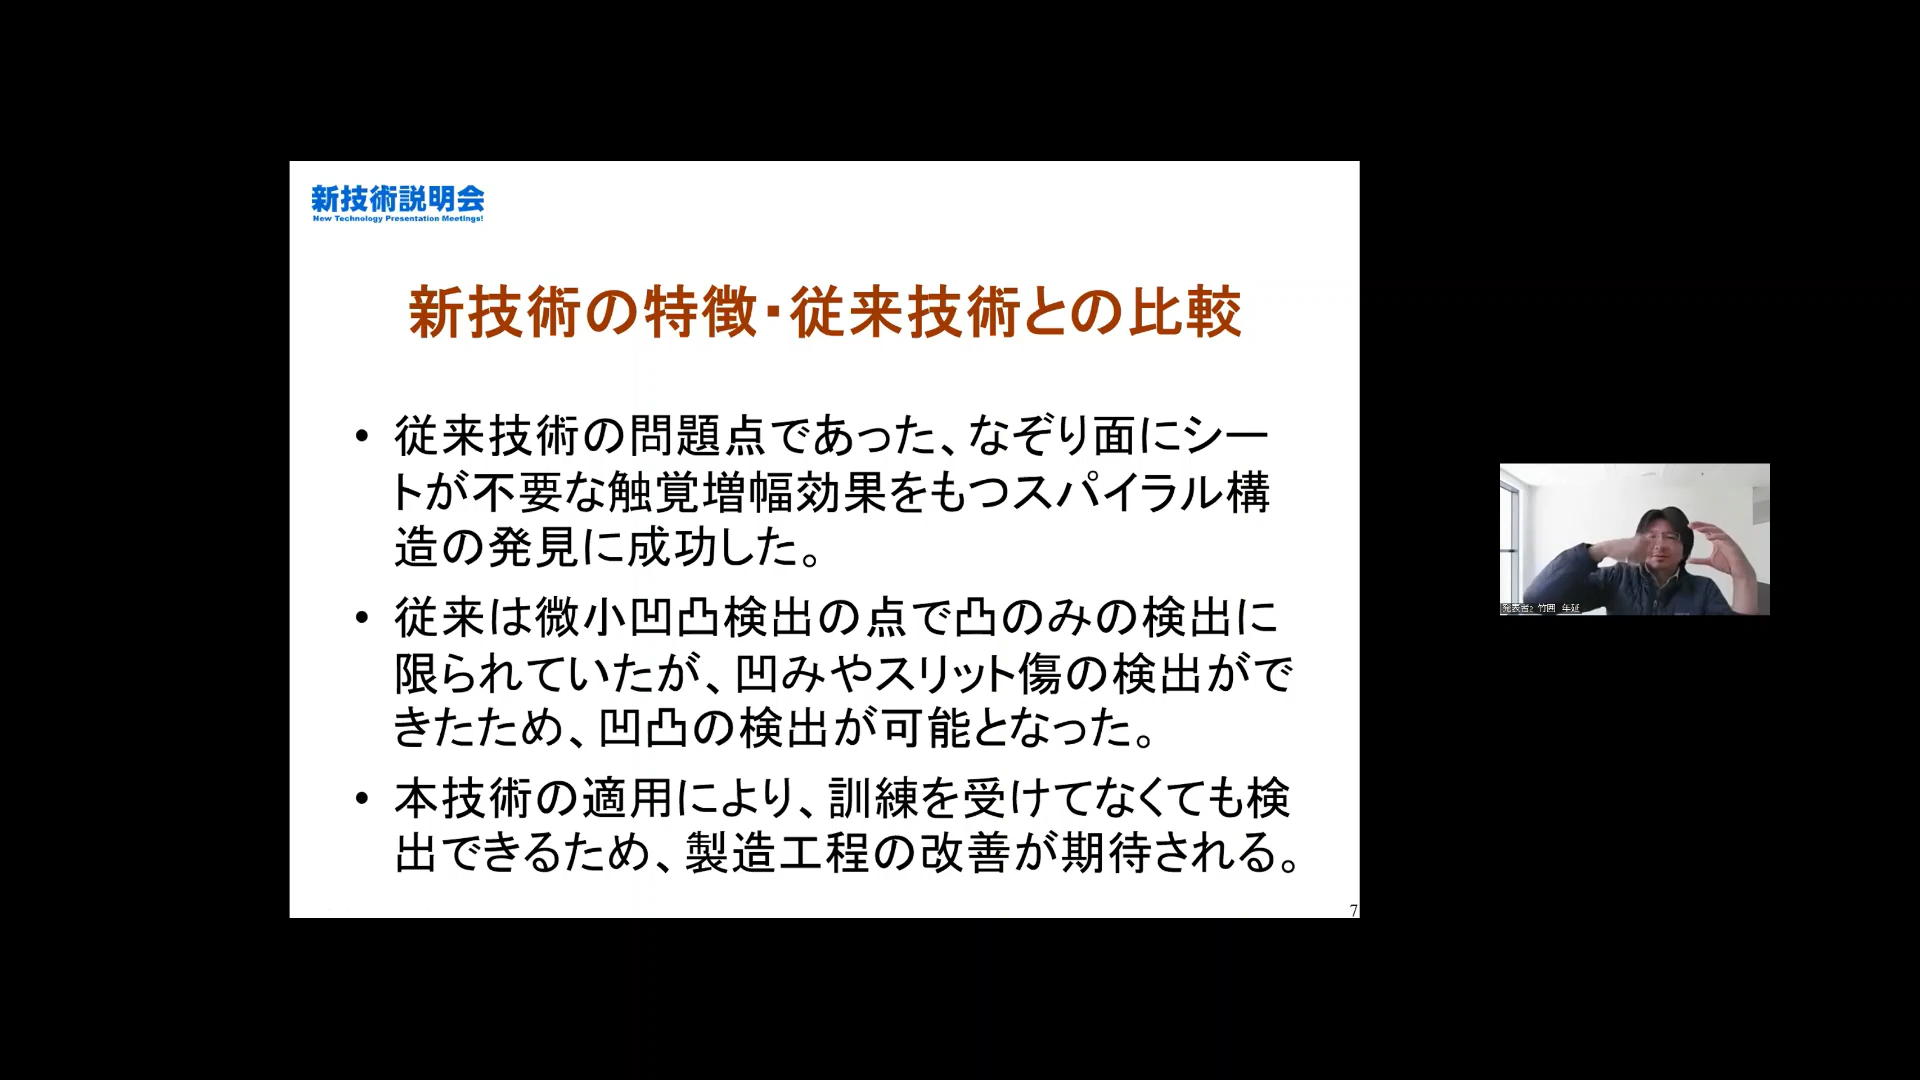 新技術説明会
New Technology Presentation Meetings!
新技術の特徴・従来技術との比較
• 従来技術の問題点であった、なぞり面にシー
トが不要な触覚増幅効果をもつスパイラル構
造の発見に成功した。
• 従来は微小凹凸検出の点で凸のみの検出に
限られていたが、凹みやスリット傷の検出がで
きたため、凹凸の検出が可能となった。
• 本技術の適用により、訓練を受けてなくても検
出できるため、製造工程の改善が期待される。
7
発表者2 竹囲 年延